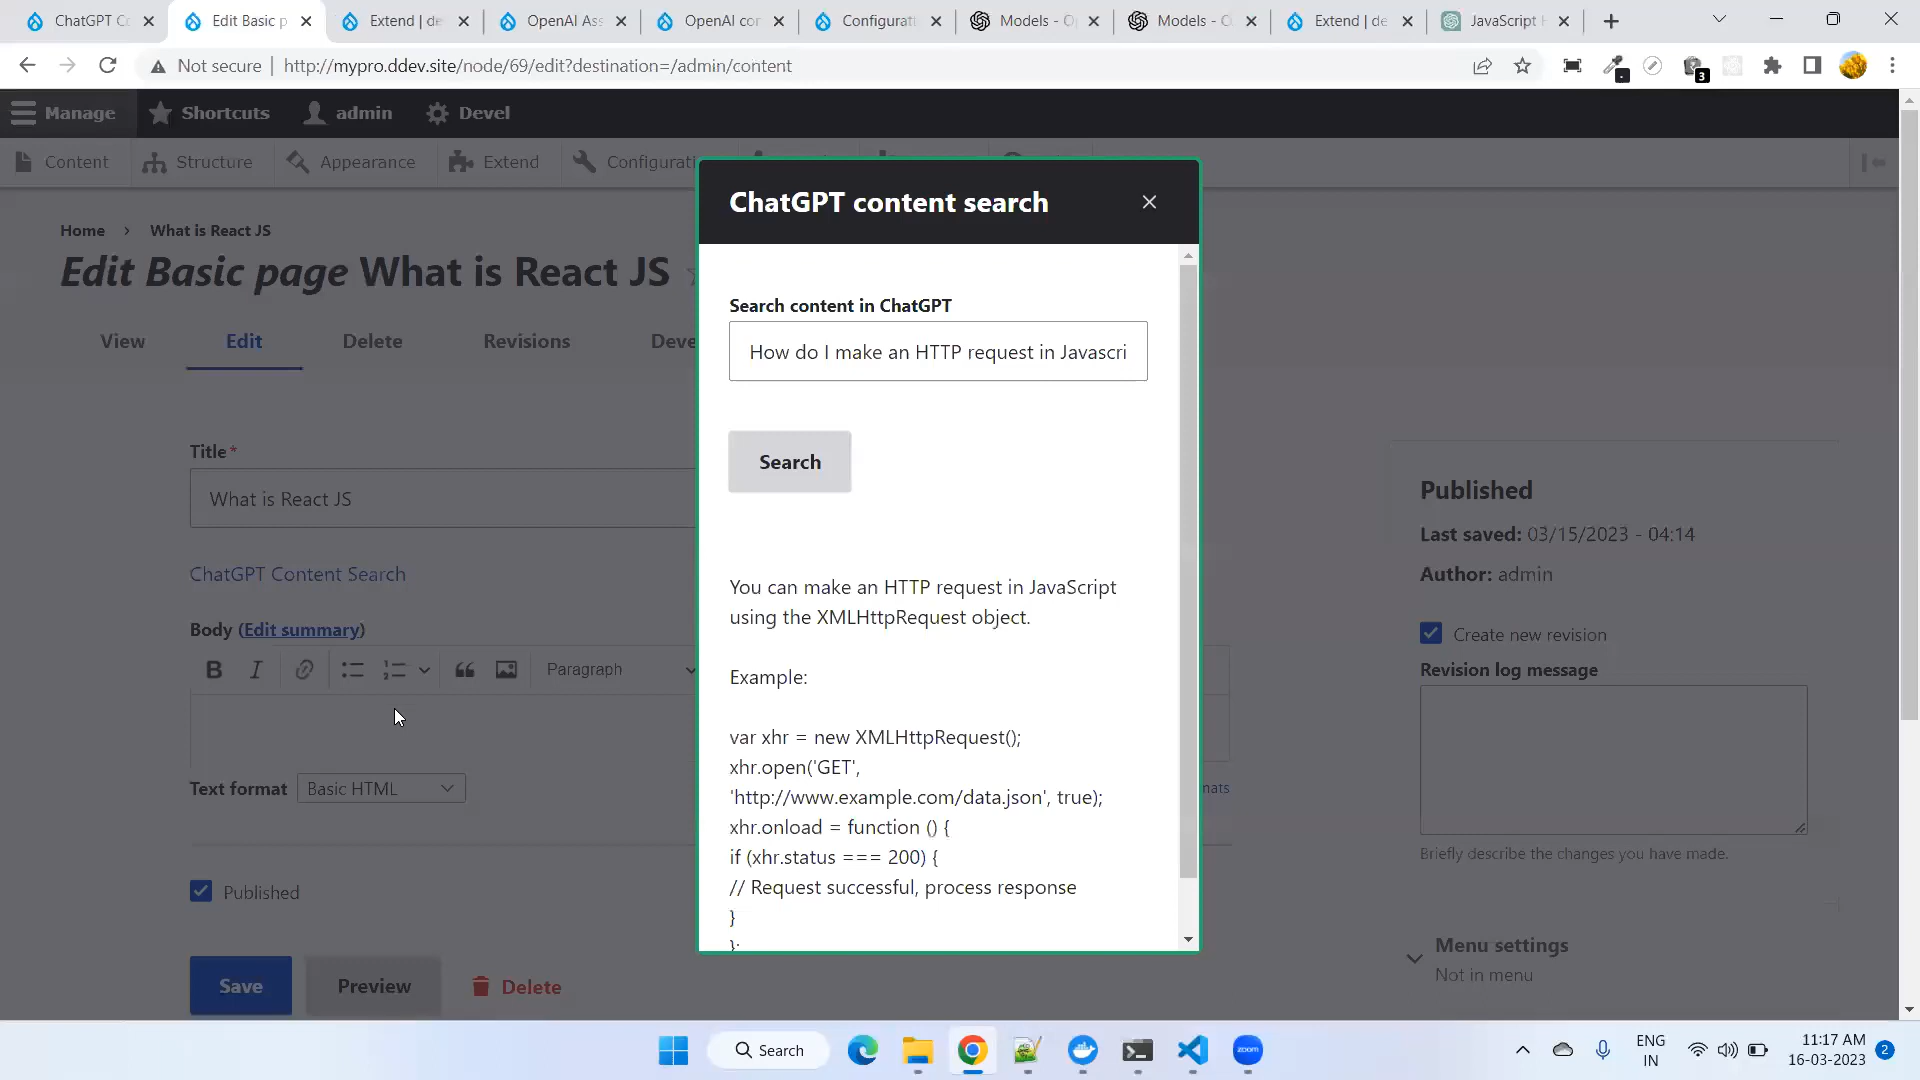 ChatGPT Co
Edit Basic p
Extend | de
OpenAI Ass
OpenAI con
Configurati
Models - O
Models - O
Extend | de
JavaScript H
Not secure
http://mypro.ddev.site/node/69/edit?destination=/admin/content
3
Manage
Shortcuts
admin
Devel
Content
Structure
Appearance
Extend
Configurati
Home › What is React JS
Edit Basic page What is React JS
View
Edit
Delete
Revisions
Deve
Title*
What is React JS
ChatGPT Content Search
Body (Edit summary)
B I
Paragraph
Text format
Basic HTML
mats
Published
Save
Preview
Delete
ChatGPT content search
Search content in ChatGPT
How do I make an HTTP request in Javascri
Search
You can make an HTTP request in JavaScript
using the XMLHttpRequest object.
Example:
var xhr = new XMLHttpRequest();
xhr.open('GET',
'http://www.example.com/data.json', true);
xhr.onload = function () {
if (xhr.status === 200) {
// Request successful, process response
}
};
Published
Last saved: 03/15/2023 - 04:14
Author: admin
Create new revision
Revision log message
Briefly describe the changes you have made.
Menu settings
Not in menu
Search
zoom
ENG
IN
11:17 AM
16-03-2023
2